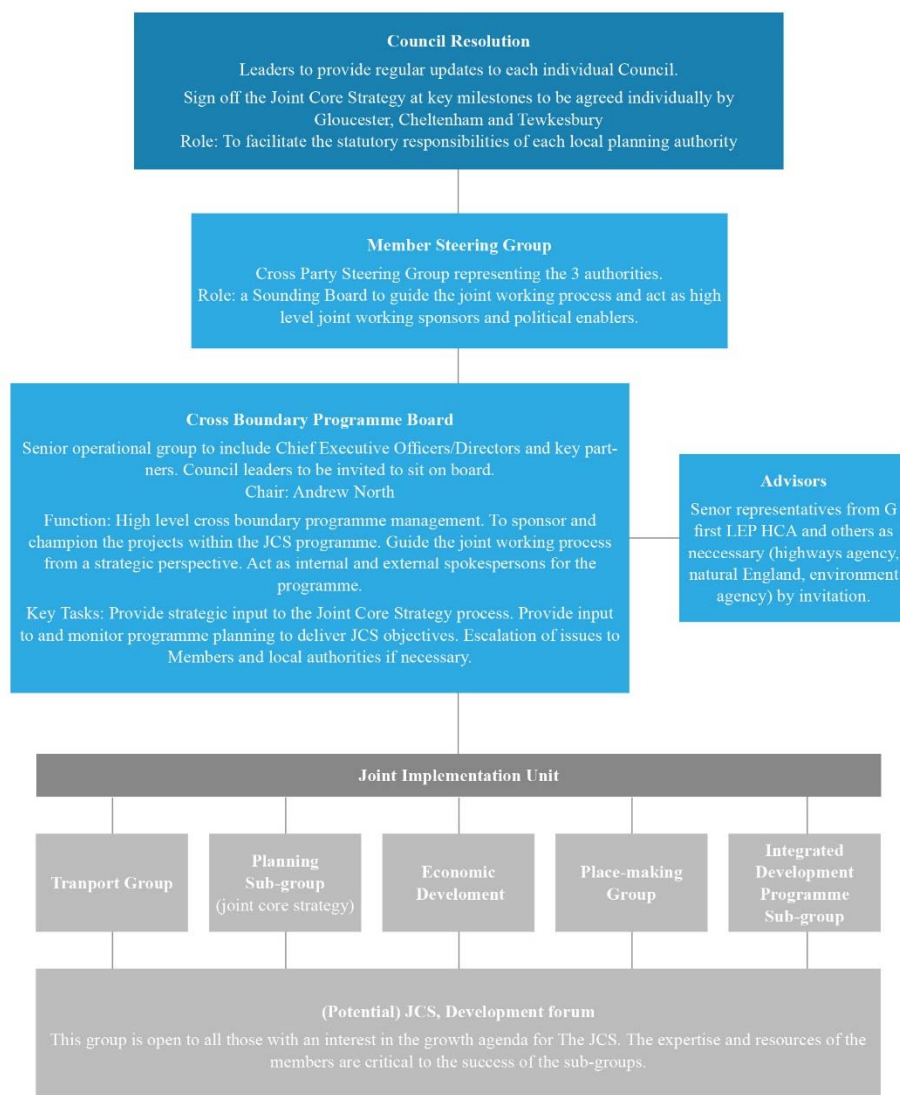 Council Resolution
Leaders to provide regular updates to each individual Council.
Sign off the Joint Core Strategy at key milestones to be agreed individually by
Gloucester, Cheltenham and Tewkesbury
Role: To facilitate the statutory responsibilities of each local planning authority
Member Steering Group
Cross Party Steering Group representing the 3 authorities.
Role: a Sounding Board to guide the joint working process and act as high
level joint working sponsors and political enablers.
Cross Boundary Programme Board
Senior operational group to include Chief Executive Officers/Directors and key part-
ners. Council leaders to be invited to sit on board.
Chair: Andrew North
Function: High level cross boundary programme management. To sponsor and
champion the projects within the JCS programme. Guide the joint working process
from a strategic perspective. Act as internal and external spokespersons for the
programme.
Key Tasks: Provide strategic input to the Joint Core Strategy process. Provide input
to and monitor programme planning to deliver JCS objectives. Escalation of issues to
Members and local authorities if necessary.
Advisors
Senor representatives from G
first LEP HCA and others as
neccessary (highways agency,
natural England, environment
agency) by invitation.
Joint Implementation Unit
Tranport Group
Planning
Sub-group
(joint core strategy)
Economic
Develoment
Place-making
Group
Integrated
Development
Programme
Sub-group
(Potential) JCS, Development forum
This group is open to all those with an interest in the growth agenda for The JCS. The expertise and resources of the
members are critical to the success of the sub-groups.